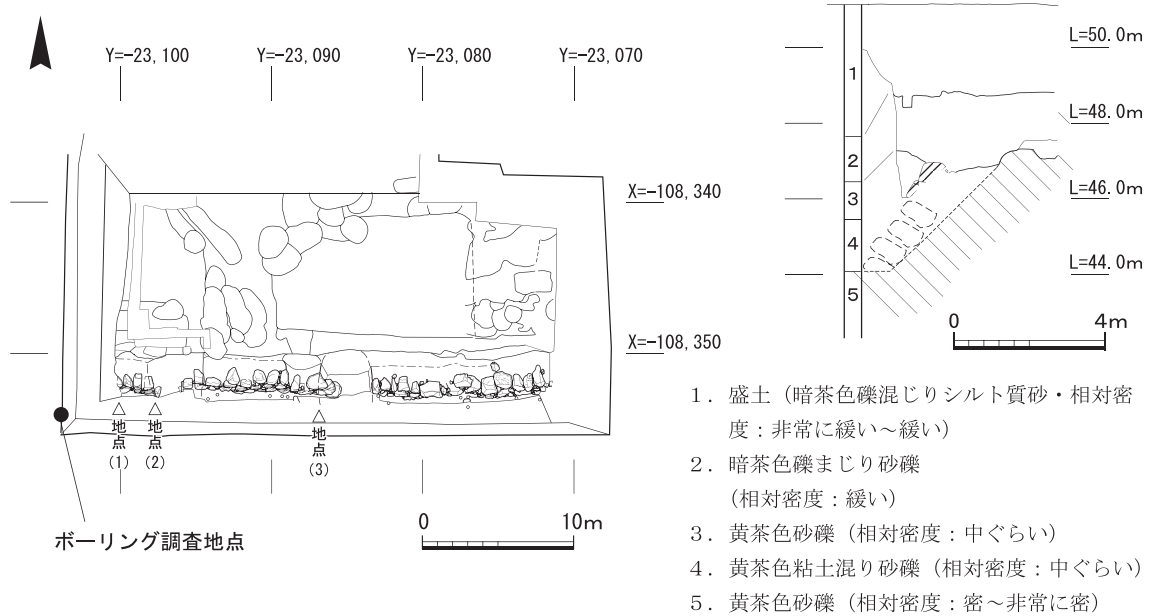 Y=-23,100
Y=-23,090
Y=-23,080
Y=-23,070
X=-108,340
X=-108,350
地点
(1)
地点
(2)
地点
(3)
ボーリング調査地点
0
10m
L=50.0m
L=48.0m
L=46.0m
L=44.0m
1
2
3
4
5
0
4m
1．盛土（暗茶色礫混じりシルト質砂・相対密
度：非常に緩い～緩い）
2．暗茶色礫まじり砂礫
（相対密度：緩い）
3．黄茶色砂礫（相対密度：中ぐらい）
4．黄茶色粘土混り砂礫（相対密度：中ぐらい）
5．黄茶色砂礫（相対密度：密～非常に密）